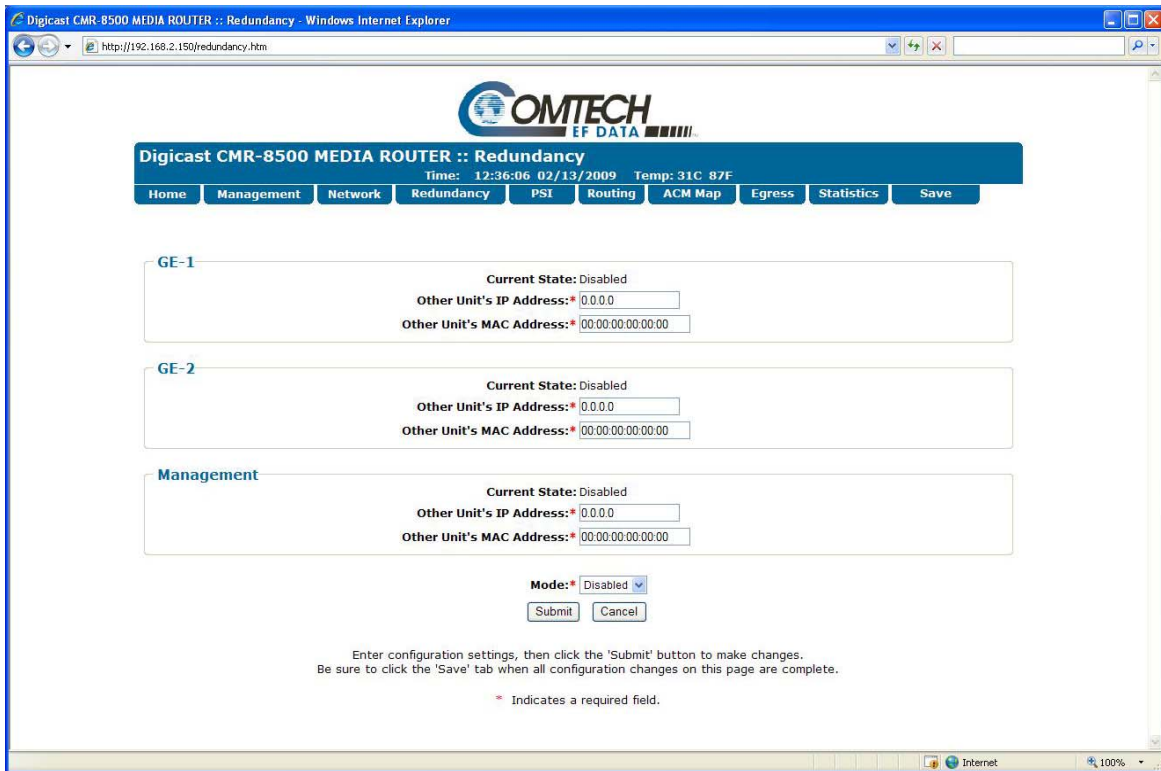 Digicast CMR-8500 MEDIA ROUTER :: Redundancy - Windows Internet Explorer
http://192.168.2.150/redundancy.htm
COMTECH
EF DATA
Digicast CMR-8500 MEDIA ROUTER :: Redundancy
Time: 12:36:06 02/13/2009 Temp: 31C 87F
Home Management Network Redundancy PSI Routing ACM Map Egress Statistics Save
GE-1
Current State: Disabled
Other Unit's IP Address:* 0.0.0.0
Other Unit's MAC Address:* 00:00:00:00:00:00
GE-2
Current State: Disabled
Other Unit's IP Address:* 0.0.0.0
Other Unit's MAC Address:* 00:00:00:00:00:00
Management
Current State: Disabled
Other Unit's IP Address:* 0.0.0.0
Other Unit's MAC Address:* 00:00:00:00:00:00
Mode:* Disabled
Submit Cancel
Enter configuration settings, then click the 'Submit' button to make changes.
Be sure to click the 'Save' tab when all configuration changes on this page are complete.
* Indicates a required field.
Internet 100%